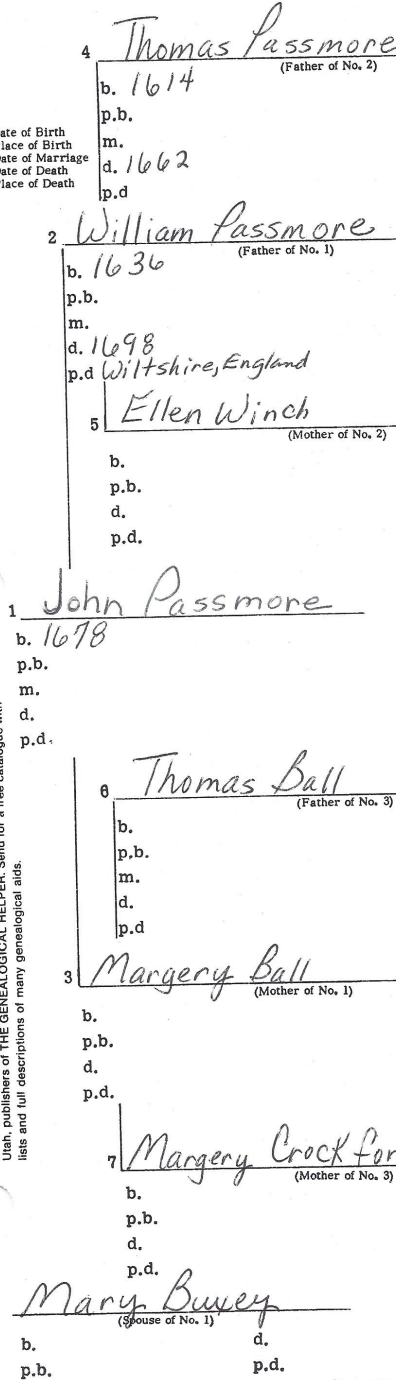 4 Thomas Passmore
(Father of No. 2)
b. 1614
p.b.
m.
d. 1662
p.d
ate of Birth
lace of Birth
ate of Marriage
ate of Death
lace of Death
2 William Passmore
(Father of No. 1)
b. 1636
p.b.
m.
d. 1698
p.d Wiltshire, England
5 Ellen Winch
(Mother of No. 2)
b.
p.b.
d.
p.d.
1 John Passmore
b. 1678
p.b.
m.
d.
p.d.
6 Thomas Ball
(Father of No. 3)
b.
p.b.
m.
d.
p.d
3 Margery Ball
(Mother of No. 1)
b.
p.b.
d.
p.d.
7 Margery Crockfor
(Mother of No. 3)
b.
p.b.
d.
p.d.
Mary Buxey
(Spouse of No. 1)
b. d.
p.b. p.d.
Utah, publishers of THE GENEALOGICAL HELPER. Send for a free catalogue with
lists and full descriptions of many genealogical aids.